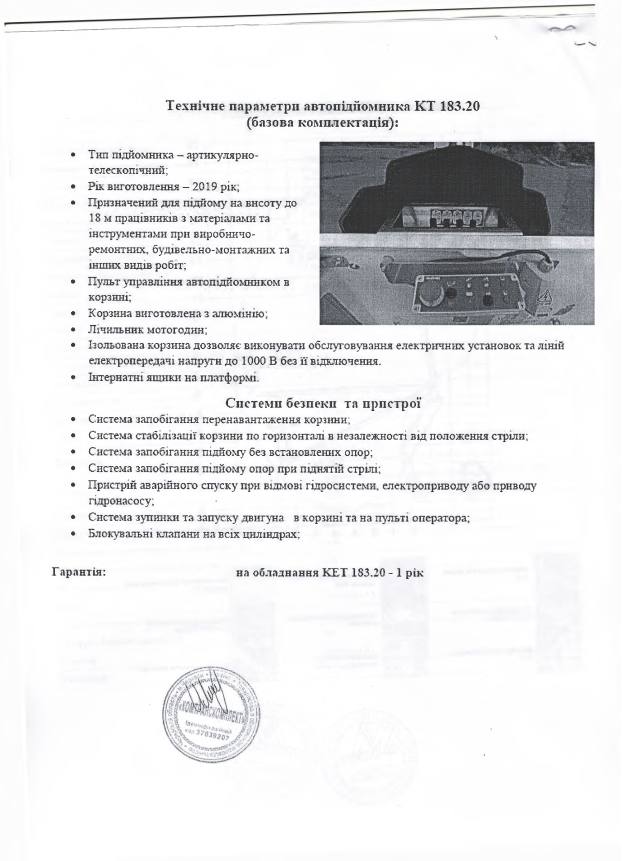 Технічне параметри автопідйомника КТ 183.20
(базова комплектація):
• Тип підйомника – артикулярно-
телескопічний;
• Рік виготовлення – 2019 рік;
• Призначений для підйому на висоту до
18 м працівників з матеріалами та
інструментами при виробничо-
ремонтних, будівельно-монтажних та
інших видів робіт;
• Пульт управління автопідйомником в
корзині;
• Корзина виготовлена з алюмінію;
• Лічильник мотогодин;
• Ізольована корзина дозволяє виконувати обслуговування електричних установок та ліній
електропередачі напруги до 1000 В без її відключення.
• Інтернатні ящики на платформі.
Системи безпеки та пристрої
• Система запобігання перенавантаження корзини;
• Система стабілізації корзини по горизонталі в незалежності від положення стріли;
• Система запобігання підйому без встановлених опор;
• Система запобігання підйому опор при піднятій стрілі;
• Пристрій аварійного спуску при відмові гідросистеми, електроприводу або приводу
гідронасосу;
• Система зупинки та запуску двигуна в корзині та на пульті оператора;
• Блокувальні клапани на всіх циліндрах;
Гарантія: на обладнання КЕТ 183.20 - 1 рік
Ідентифікаційний
код 37639207